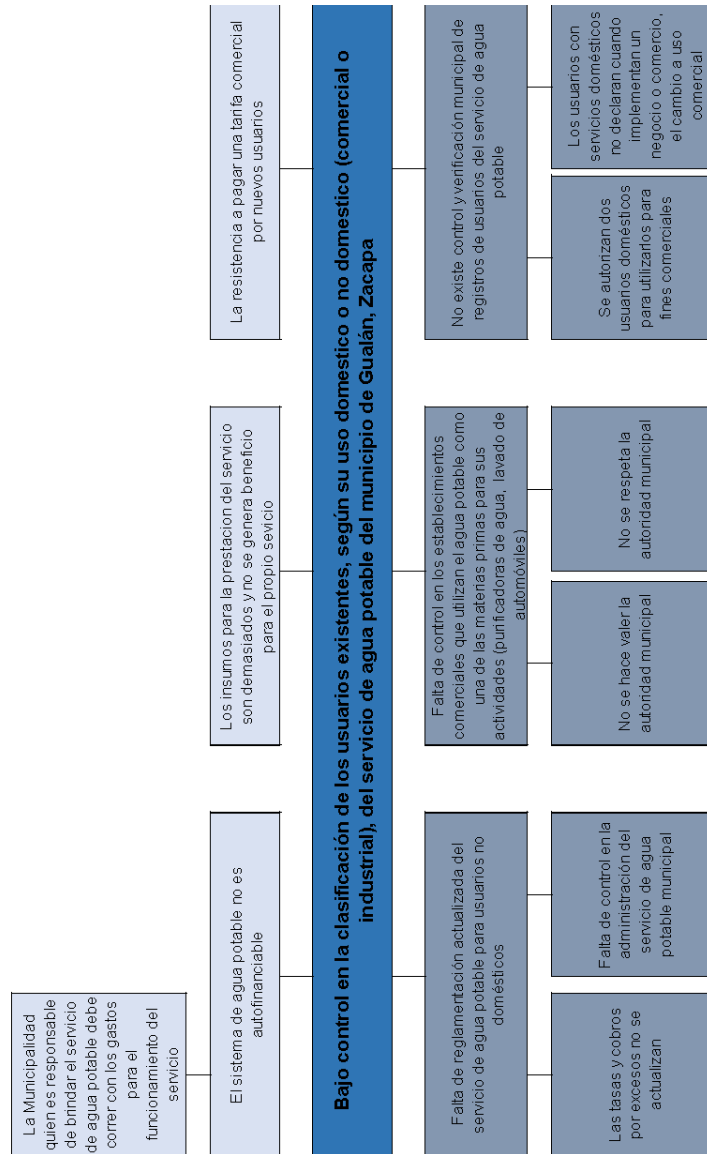 La Municipalidad
quien es responsable
de brindar el servicio
de agua potable debe
correr con los gastos
para el
funcionamiento del
servicio
El sistema de agua potable no es
autofinanciable
Los insumos para la prestacion del servicio
son demasiados y no se genera beneficio
para el propio sevicio
La resistencia a pagar una tarifa comercial
por nuevos usuarios
Bajo control en la clasificación de los usuarios existentes, según su uso domestico o no domestico (comercial o
industrial), del servicio de agua potable del municipio de Gualán, Zacapa
Falta de reglamentación actualizada del
servicio de agua potable para usuarios no
domésticos
Falta de control en los establecimientos
comerciales que utilizan el agua potable como
una de las materias primas para sus
actividades (purificadoras de agua, lavado de
automóviles)
No existe control y verificación municipal de
registros de usuarios del servicio de agua
potable
Las tasas y cobros
por excesos no se
actualizan
Falta de control en la
administración del
servicio de agua
potable municipal
No se hace valer la
autoridad municipal
No se respeta la
autoridad municipal
Se autorizan dos
usuarios domésticos
para utilizarlos para
fines comerciales
Los usuarios con
servicios domésticos
no declaran cuando
implementan un
negocio o comercio,
el cambio a uso
comercial